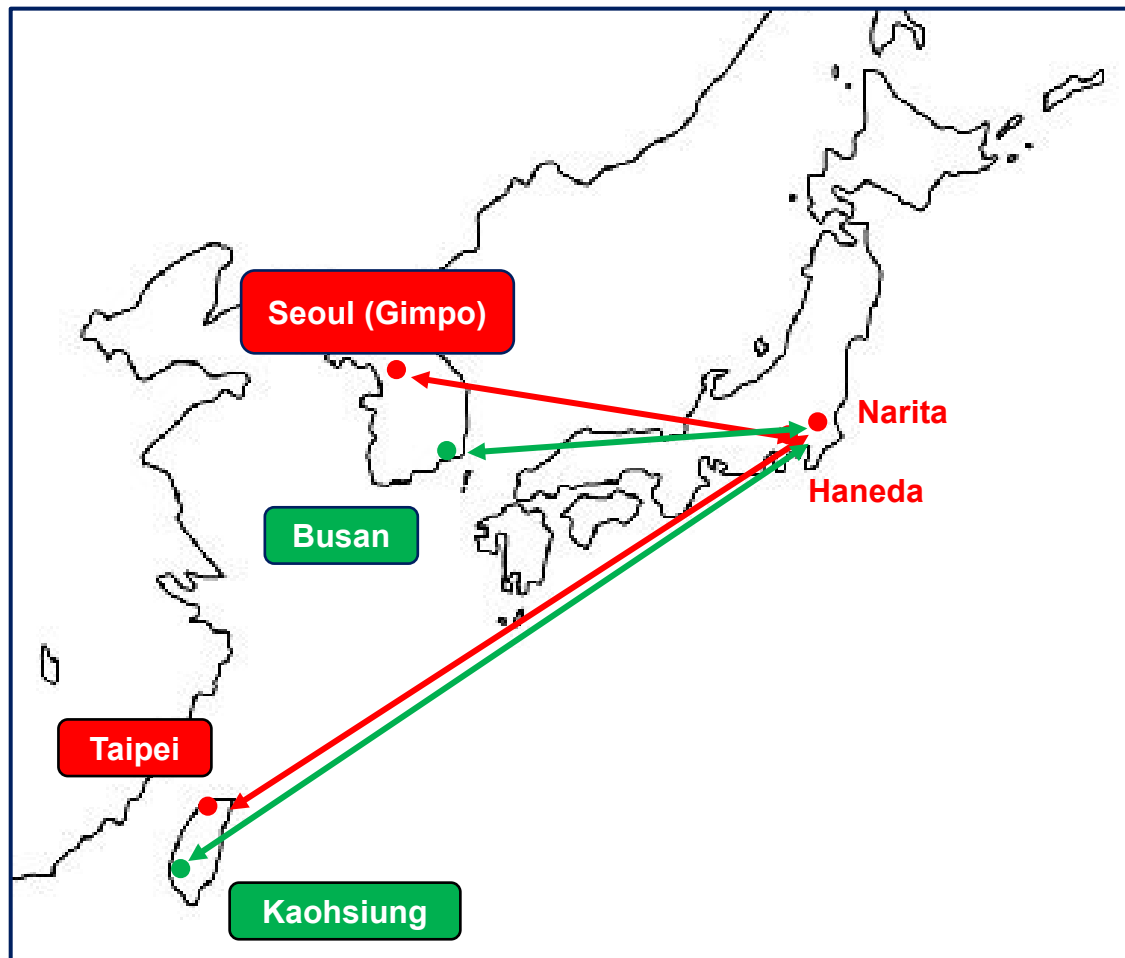 Seoul (Gimpo)
Narita
Haneda
Busan
Taipei
Kaohsiung